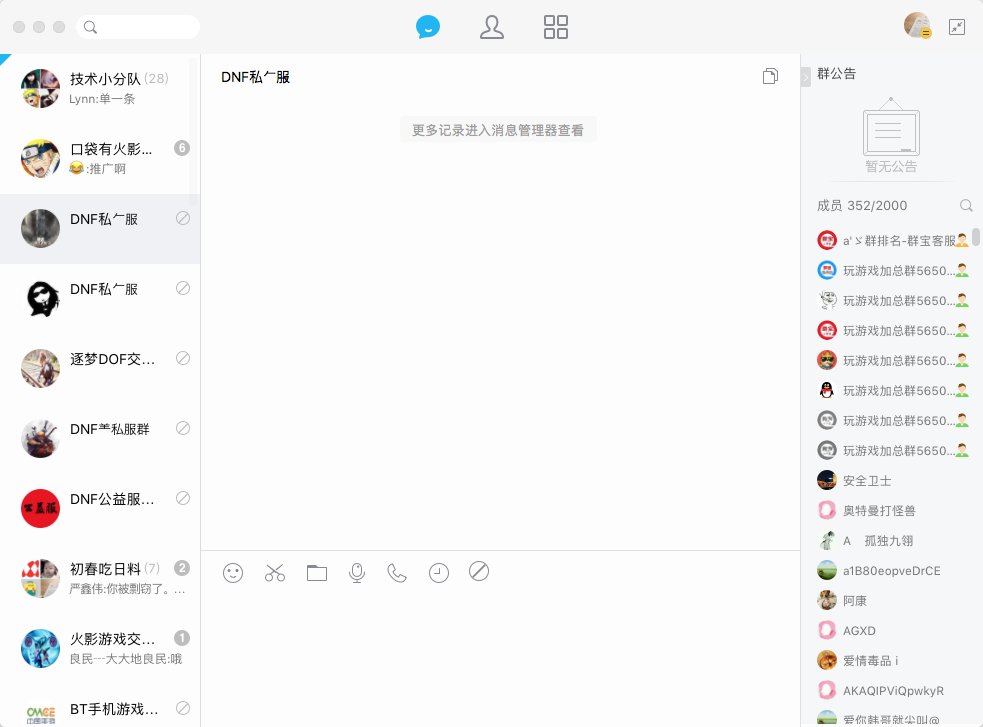 技术小分队 (28)
Lynn:单一条
口袋有火影...
6
😂:推广啊
DNF私𠂉服
DNF私𠂉服
逐梦DOF交...
DNF龷私服群
DNF公益服...
公益服
初春吃日料 (7)
2
严鑫伟:你被剽窃了。...
火影游戏交...
1
良民┈大大地良民:哦
BT手机游戏...
DNF私𠂉服
更多记录进入消息管理器查看
群公告
暂无公告
成员 352/2000
a'ゞ群排名-群宝客服
玩游戏加总群5650...
玩游戏加总群5650...
玩游戏加总群5650...
玩游戏加总群5650...
玩游戏加总群5650...
玩游戏加总群5650...
玩游戏加总群5650...
安全卫士
奥特曼打怪兽
A 孤独九翎
a1B80eopveDrCE
阿康
AGXD
爱情毒品 i
AKAQIPViQpwkyR
爱你韩哥就尖叫@